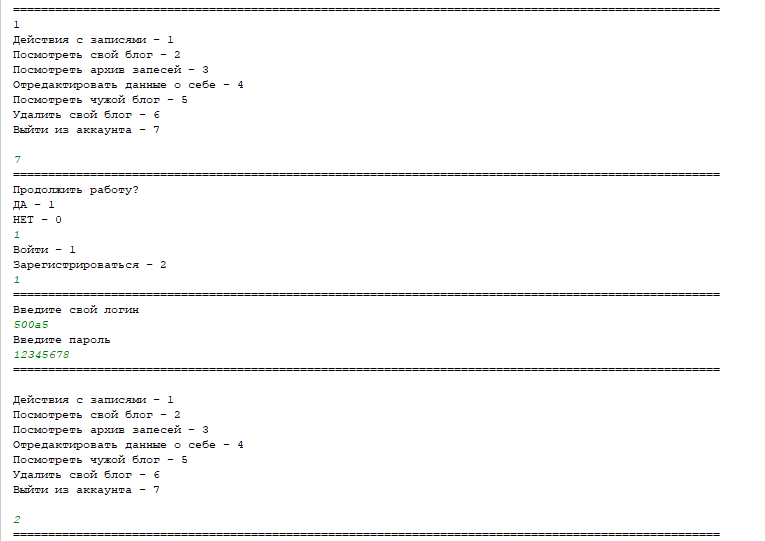 =====================================================================================================
1
Действия с записями - 1
Посмотреть свой блог - 2
Посмотреть архив запесей - 3
Отредактировать данные о себе - 4
Посмотреть чужой блог - 5
Удалить свой блог - 6
Выйти из аккаунта - 7
7
=====================================================================================================
Продолжить работу?
ДА - 1
НЕТ - 0
1
Войти - 1
Зарегистрироваться - 2
1
=====================================================================================================
Введите свой логин
500a5
Введите пароль
12345678
=====================================================================================================
Действия с записями - 1
Посмотреть свой блог - 2
Посмотреть архив запесей - 3
Отредактировать данные о себе - 4
Посмотреть чужой блог - 5
Удалить свой блог - 6
Выйти из аккаунта - 7
2
=====================================================================================================